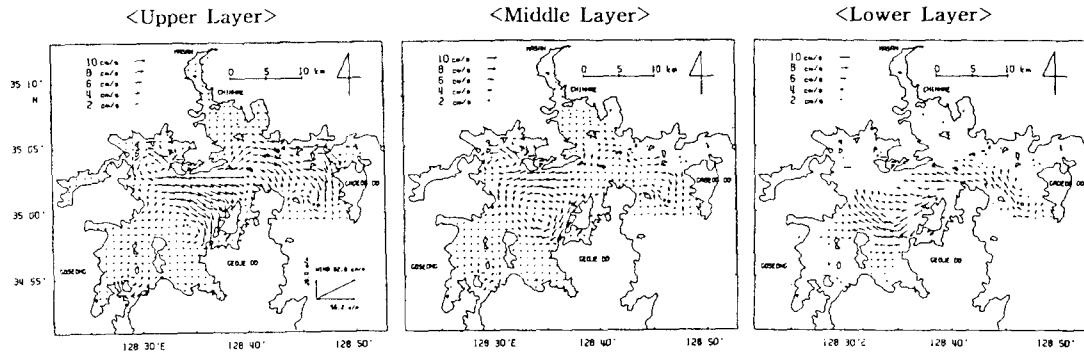 <Upper Layer> <Middle Layer> <Lower Layer>
MASAN
10 cm/s
8 cm/s
6 cm/s
4 cm/s
2 cm/s
0 5 10 km
CHINHAE
GADEOG DO
GEOJE DO
GOSEONG
35 10'
N
35 05'
35 00'
34 55'
128 30'E 128 40' 128 50'
MASAN
10 cm/s
8 cm/s
6 cm/s
4 cm/s
2 cm/s
0 5 10 km
CHINHAE
GADEOG DO
GEOJE DO
GOSEONG
128 30'E 128 40' 128 50'
MASAN
10 cm/s
8 cm/s
6 cm/s
4 cm/s
2 cm/s
0 5 10 km
CHINHAE
GADEOG DO
GEOJE DO
GOSEONG
128 30'E 128 40' 128 50'